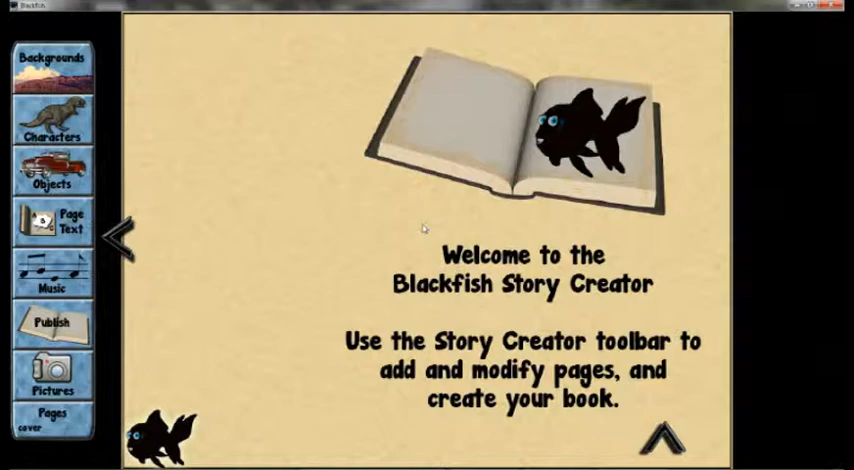 Blackfish
Backgrounds
Characters
Objects
Page
Text
Music
Publish
Pictures
Pages
cover
Welcome to the
Blackfish Story Creator
Use the Story Creator toolbar to
add and modify pages, and
create your book.